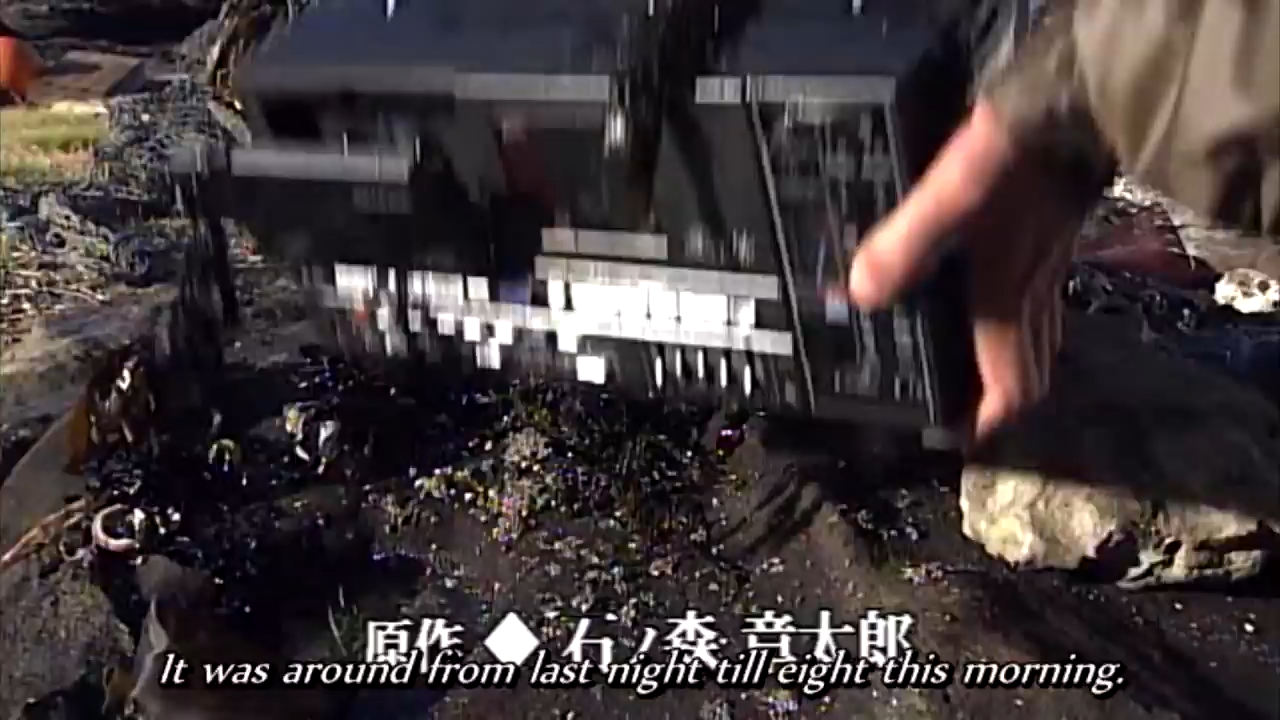 原作 ◆ 石ノ森 章太郎
It was around from last night till eight this morning.